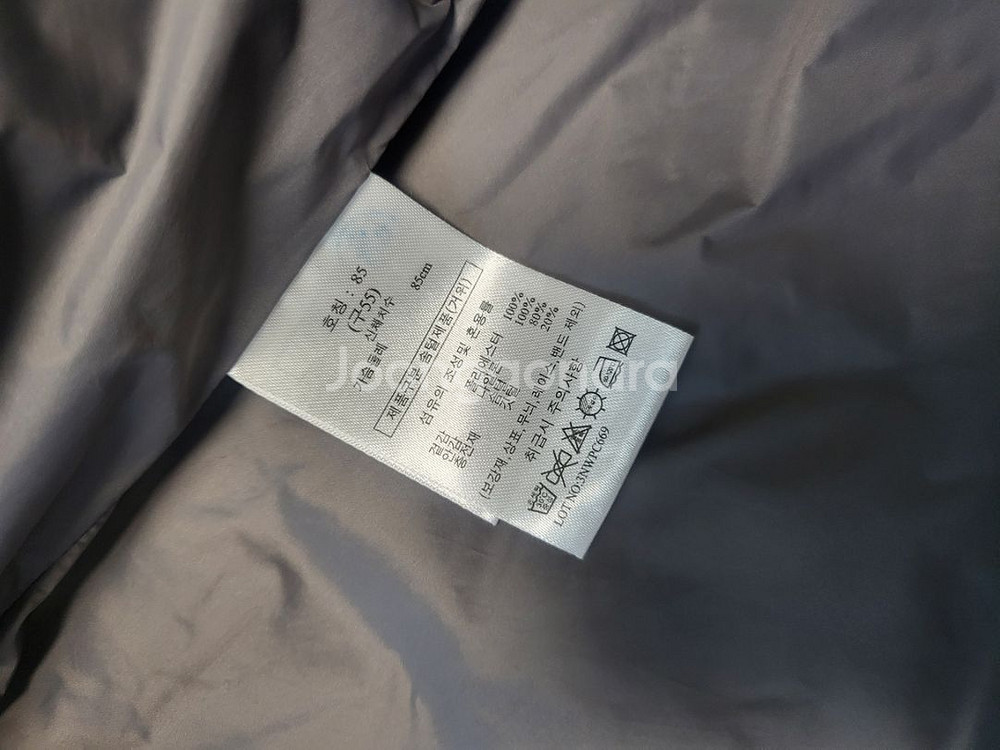 호칭 : 85
(구55)
신체치수
가슴둘레 85cm
제품구분 솜털제품(거위)
섬유의 조성및 혼용률
겉감 폴리에스터 100%
안감 나일론 100%
충전재 솜털 80%
깃털 20%
(보강재,상표,무늬,레이스,밴드 제외)
취급시 주의사항
LOT NO:3NWPC669